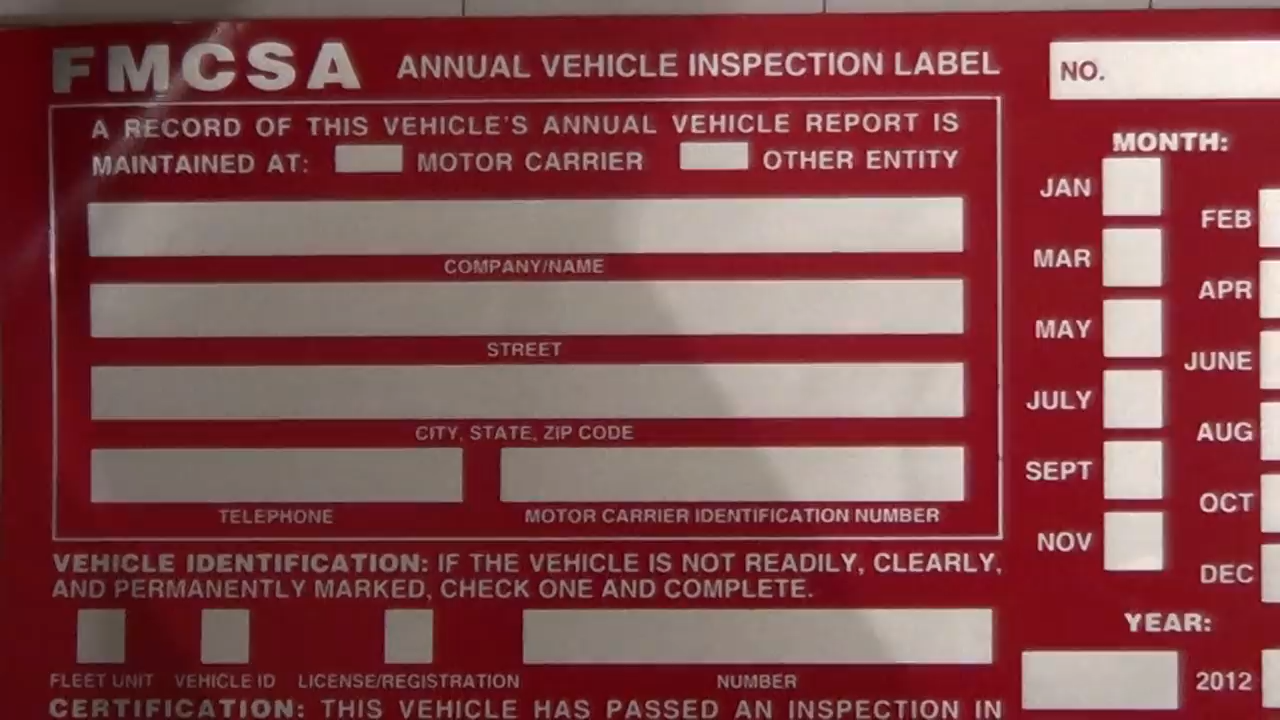 FMCSA ANNUAL VEHICLE INSPECTION LABEL
NO.
A RECORD OF THIS VEHICLE'S ANNUAL VEHICLE REPORT IS
MAINTAINED AT: MOTOR CARRIER OTHER ENTITY
COMPANY/NAME
STREET
CITY, STATE, ZIP CODE
TELEPHONE MOTOR CARRIER IDENTIFICATION NUMBER
VEHICLE IDENTIFICATION: IF THE VEHICLE IS NOT READILY, CLEARLY,
AND PERMANENTLY MARKED, CHECK ONE AND COMPLETE.
FLEET UNIT VEHICLE ID LICENSE/REGISTRATION NUMBER
CERTIFICATION: THIS VEHICLE HAS PASSED AN INSPECTION IN
MONTH:
JAN
FEB
MAR
APR
MAY
JUNE
JULY
AUG
SEPT
OCT
NOV
DEC
YEAR:
2012